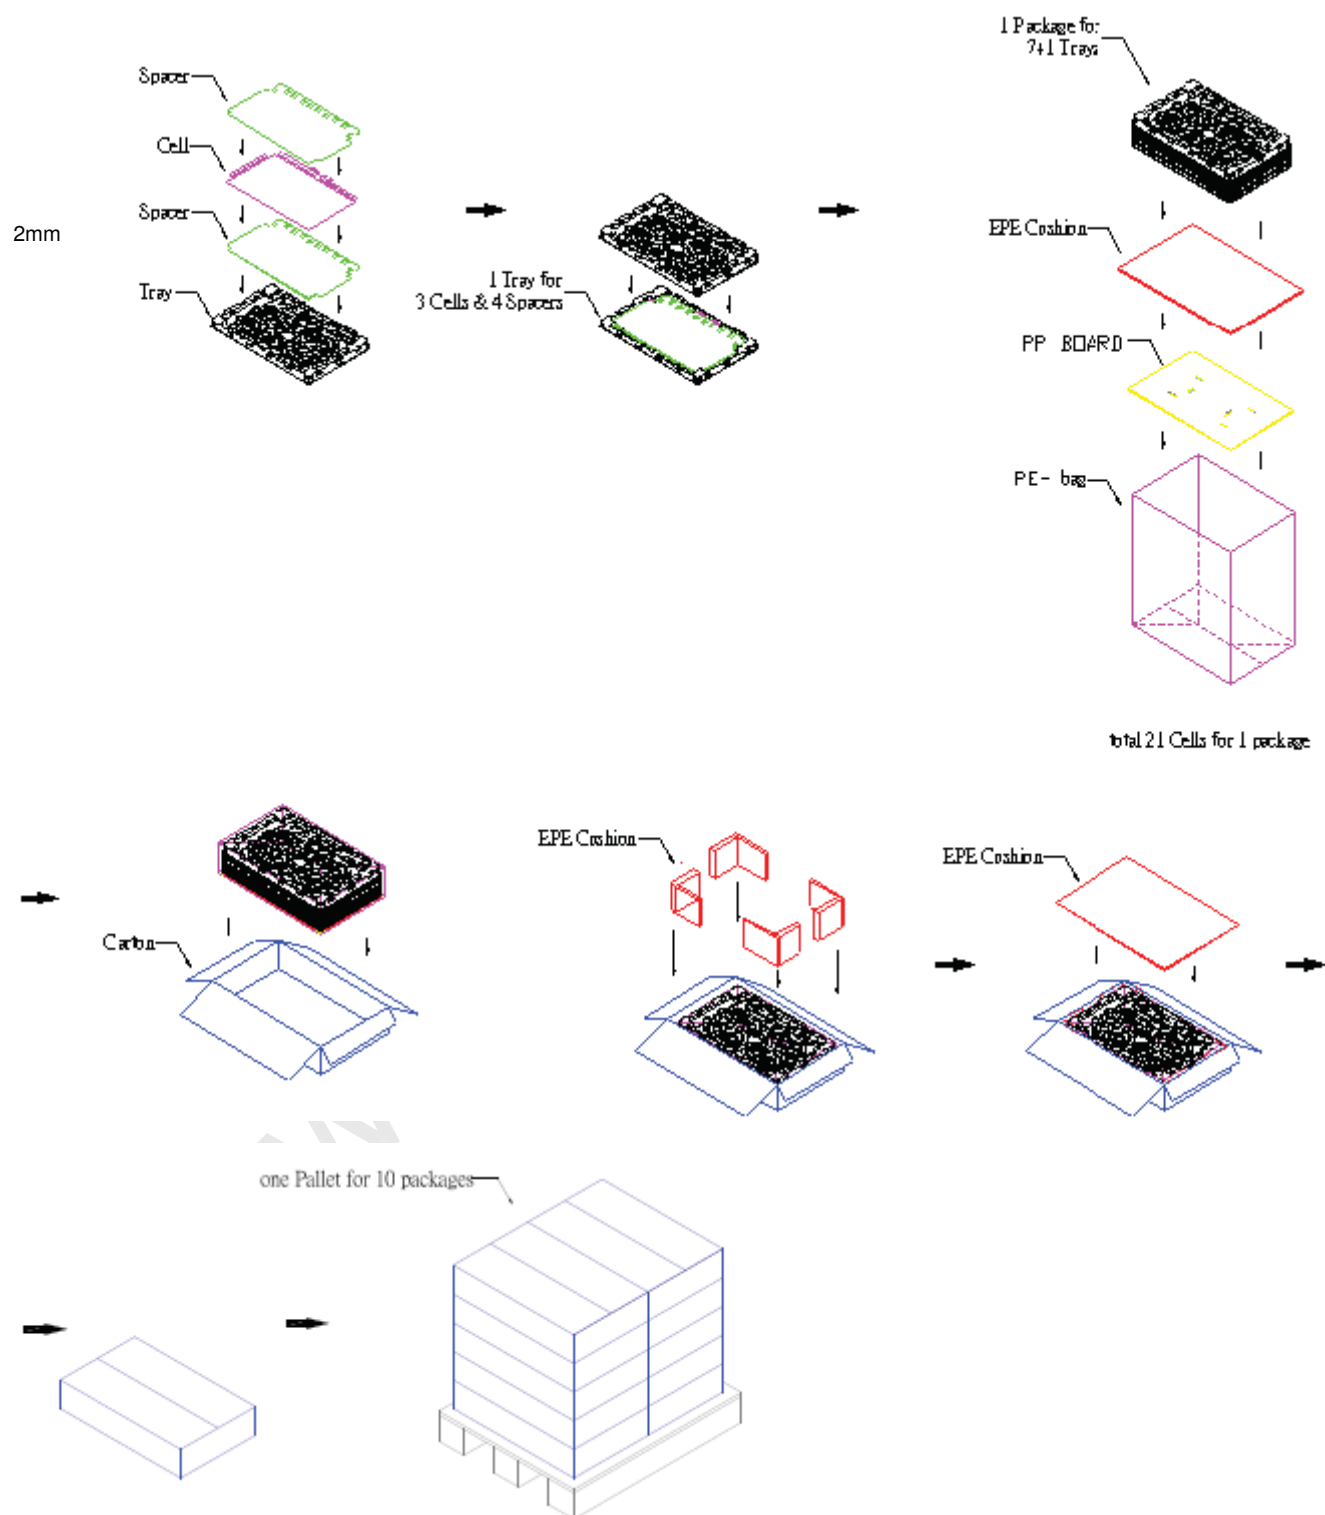 1 Package for
7+1 Trays
Spacer
Cell
Spacer
2mm
Tray
1 Tray for
3 Cells & 4 Spacers
EPE Cushion
PP BOARD
PE- bag
total 21 Cells for 1 package
EPE Cushion
EPE Cushion
Carton
one Pallet for 10 packages